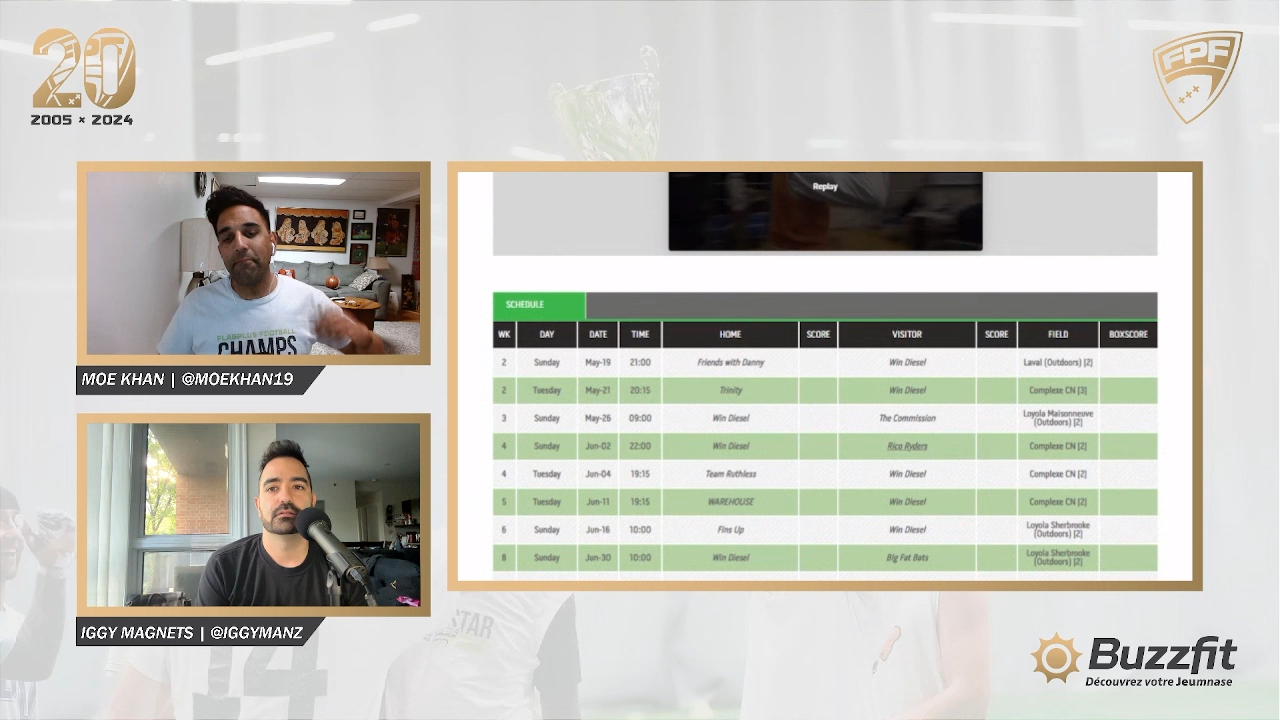 20
2005 × 2024
FPF
FLAGPLUS FOOTBALL
CHAMPS
MOE KHAN | @MOEKHAN19
IGGY MAGNETS | @IGGYMANZ
Replay
SCHEDULE
WK DAY DATE TIME HOME SCORE VISITOR SCORE FIELD BOXSCORE
2 Sunday May-19 21:00 Friends with Danny Win Diesel Laval (Outdoors) [2]
2 Tuesday May-21 20:15 Trinity Win Diesel Complexe CN [3]
3 Sunday May-26 09:00 Win Diesel The Commission Loyola Maisonneuve (Outdoors) [2]
4 Sunday Jun-02 22:00 Win Diesel Rico Ryders Complexe CN [2]
4 Tuesday Jun-04 19:15 Team Ruthless Win Diesel Complexe CN [2]
5 Tuesday Jun-11 19:15 WAREHOUSE Win Diesel Complexe CN [2]
6 Sunday Jun-16 10:00 Fins Up Win Diesel Loyola Sherbrooke (Outdoors) [2]
8 Sunday Jun-30 10:00 Win Diesel Big Fat Bats Loyola Sherbrooke (Outdoors) [2]
STAR
14
Buzzfit
Découvrez votre Jeumnase